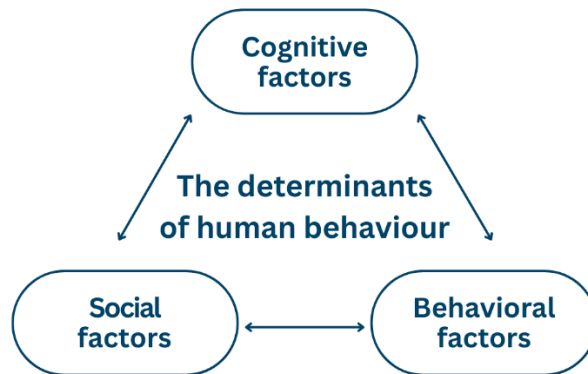 Cognitive
factors
The determinants
of human behaviour
Social
factors
Behavioral
factors